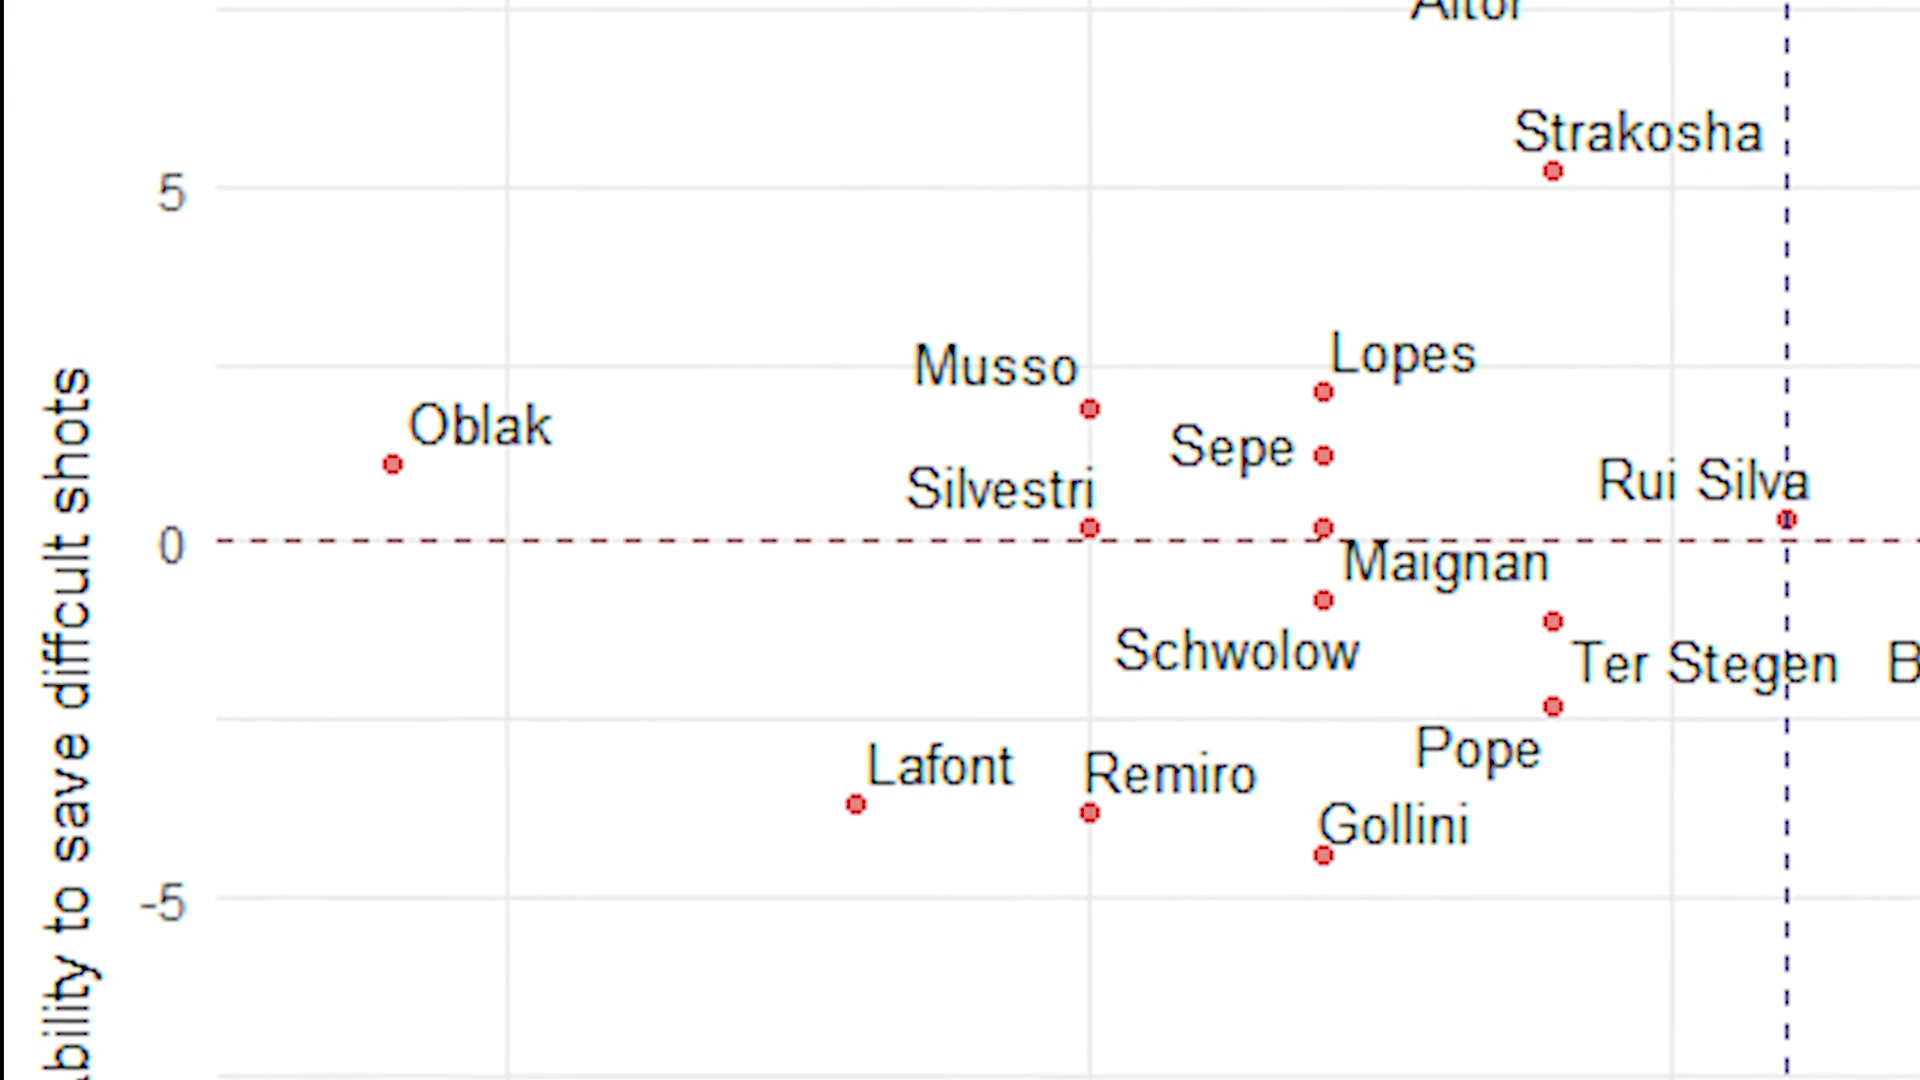 Aitor
Strakosha
5
Lopes
Musso
Oblak
Sepe
Silvestri
Rui Silva
0
Maignan
Schwolow
Ter Stegen
B
Pope
Lafont
Remiro
Gollini
-5
bility to save diffcult shots